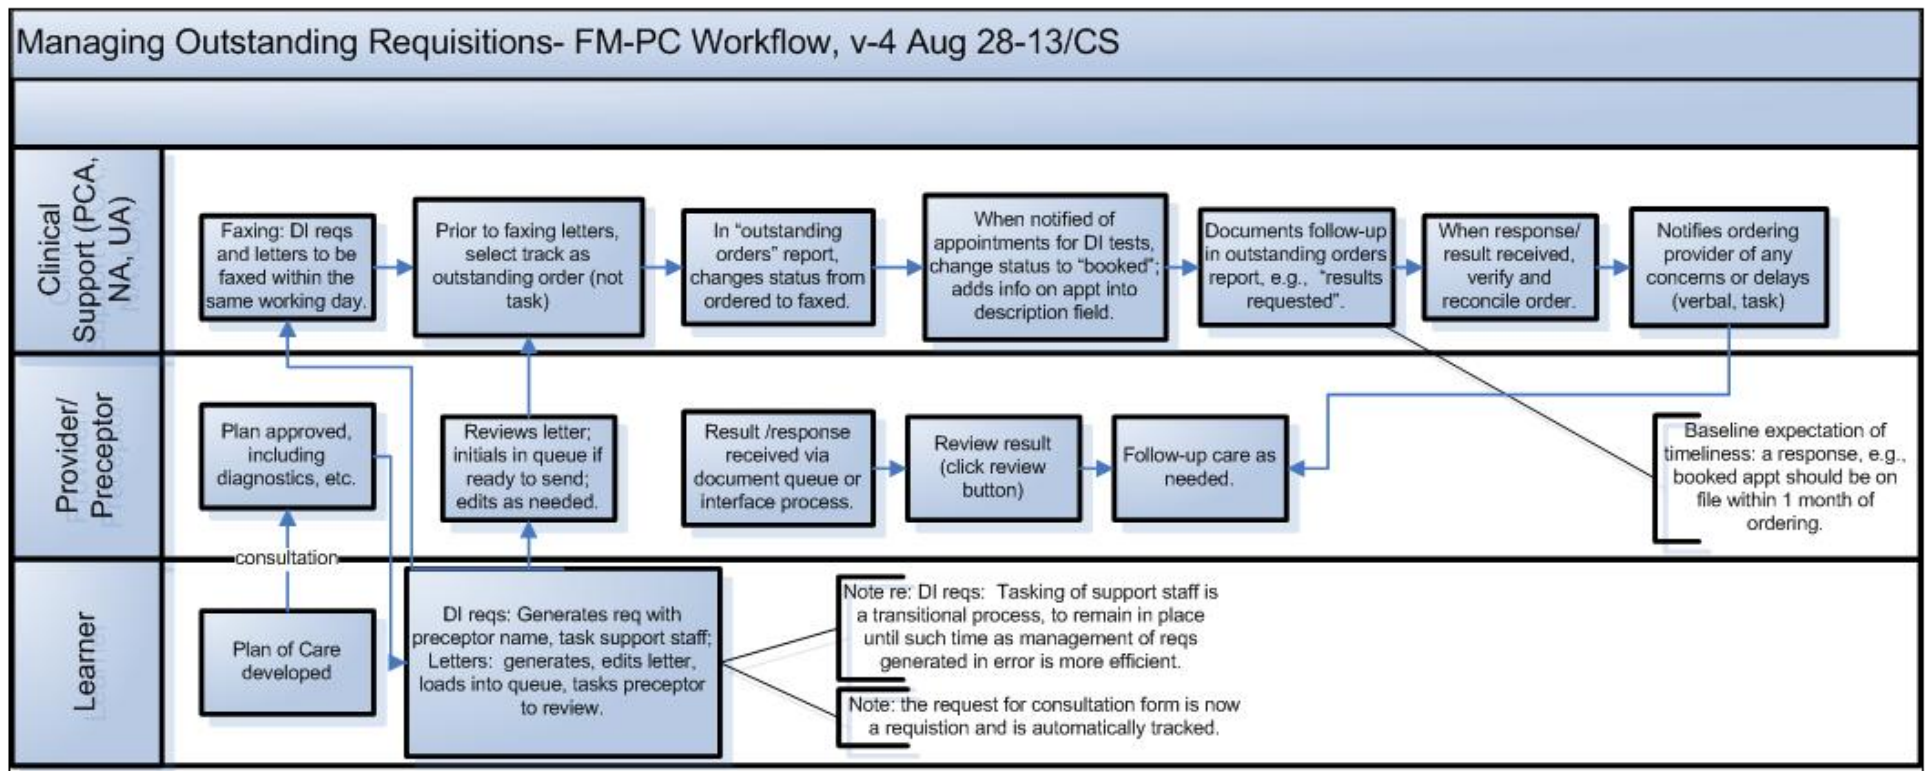 Managing Outstanding Requisitions- FM-PC Workflow, v-4 Aug 28-13/CS
Clinical
Support (PCA,
NA, UA)
Faxing: DI reqs
and letters to be
faxed within the
same working day.
Prior to faxing letters,
select track as
outstanding order (not
task)
In “outstanding
orders” report,
changes status from
ordered to faxed.
When notified of
appointments for DI tests,
change status to “booked”;
adds info on appt into
description field.
Documents follow-up
in outstanding orders
report, e.g., “results
requested”.
When response/
result received,
verify and
reconcile order.
Notifies ordering
provider of any
concerns or delays
(verbal, task)
Provider/
Preceptor
Plan approved,
including
diagnostics, etc.
Reviews letter;
initials in queue if
ready to send;
edits as needed.
Result /response
received via
document queue or
interface process.
Review result
(click review
button)
Follow-up care as
needed.
Baseline expectation of
timeliness: a response, e.g.,
booked appt should be on
file within 1 month of
ordering.
consultation
Learner
Plan of Care
developed
DI reqs: Generates req with
preceptor name, task support staff;
Letters: generates, edits letter,
loads into queue, tasks preceptor
to review.
Note re: DI reqs: Tasking of support staff is
a transitional process, to remain in place
until such time as management of reqs
generated in error is more efficient.
Note: the request for consultation form is now
a requistion and is automatically tracked.